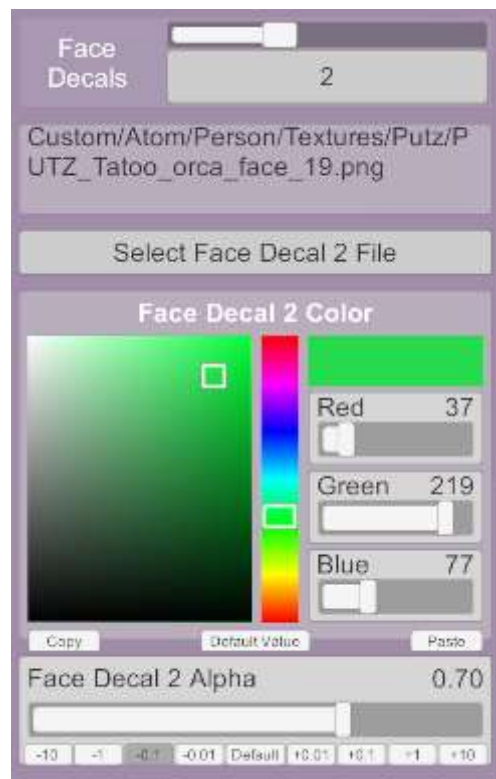 Face
Decals
2
Custom/Atom/Person/Textures/Putz/P
UTZ_Tatoo_orca_face_19.png
Select Face Decal 2 File
Face Decal 2 Color
Red 37
Green 219
Blue 77
Copy Default Value Paste
Face Decal 2 Alpha 0.70
-10 -1 -0.1 -0.01 Default +0.01 +0.1 +1 +10